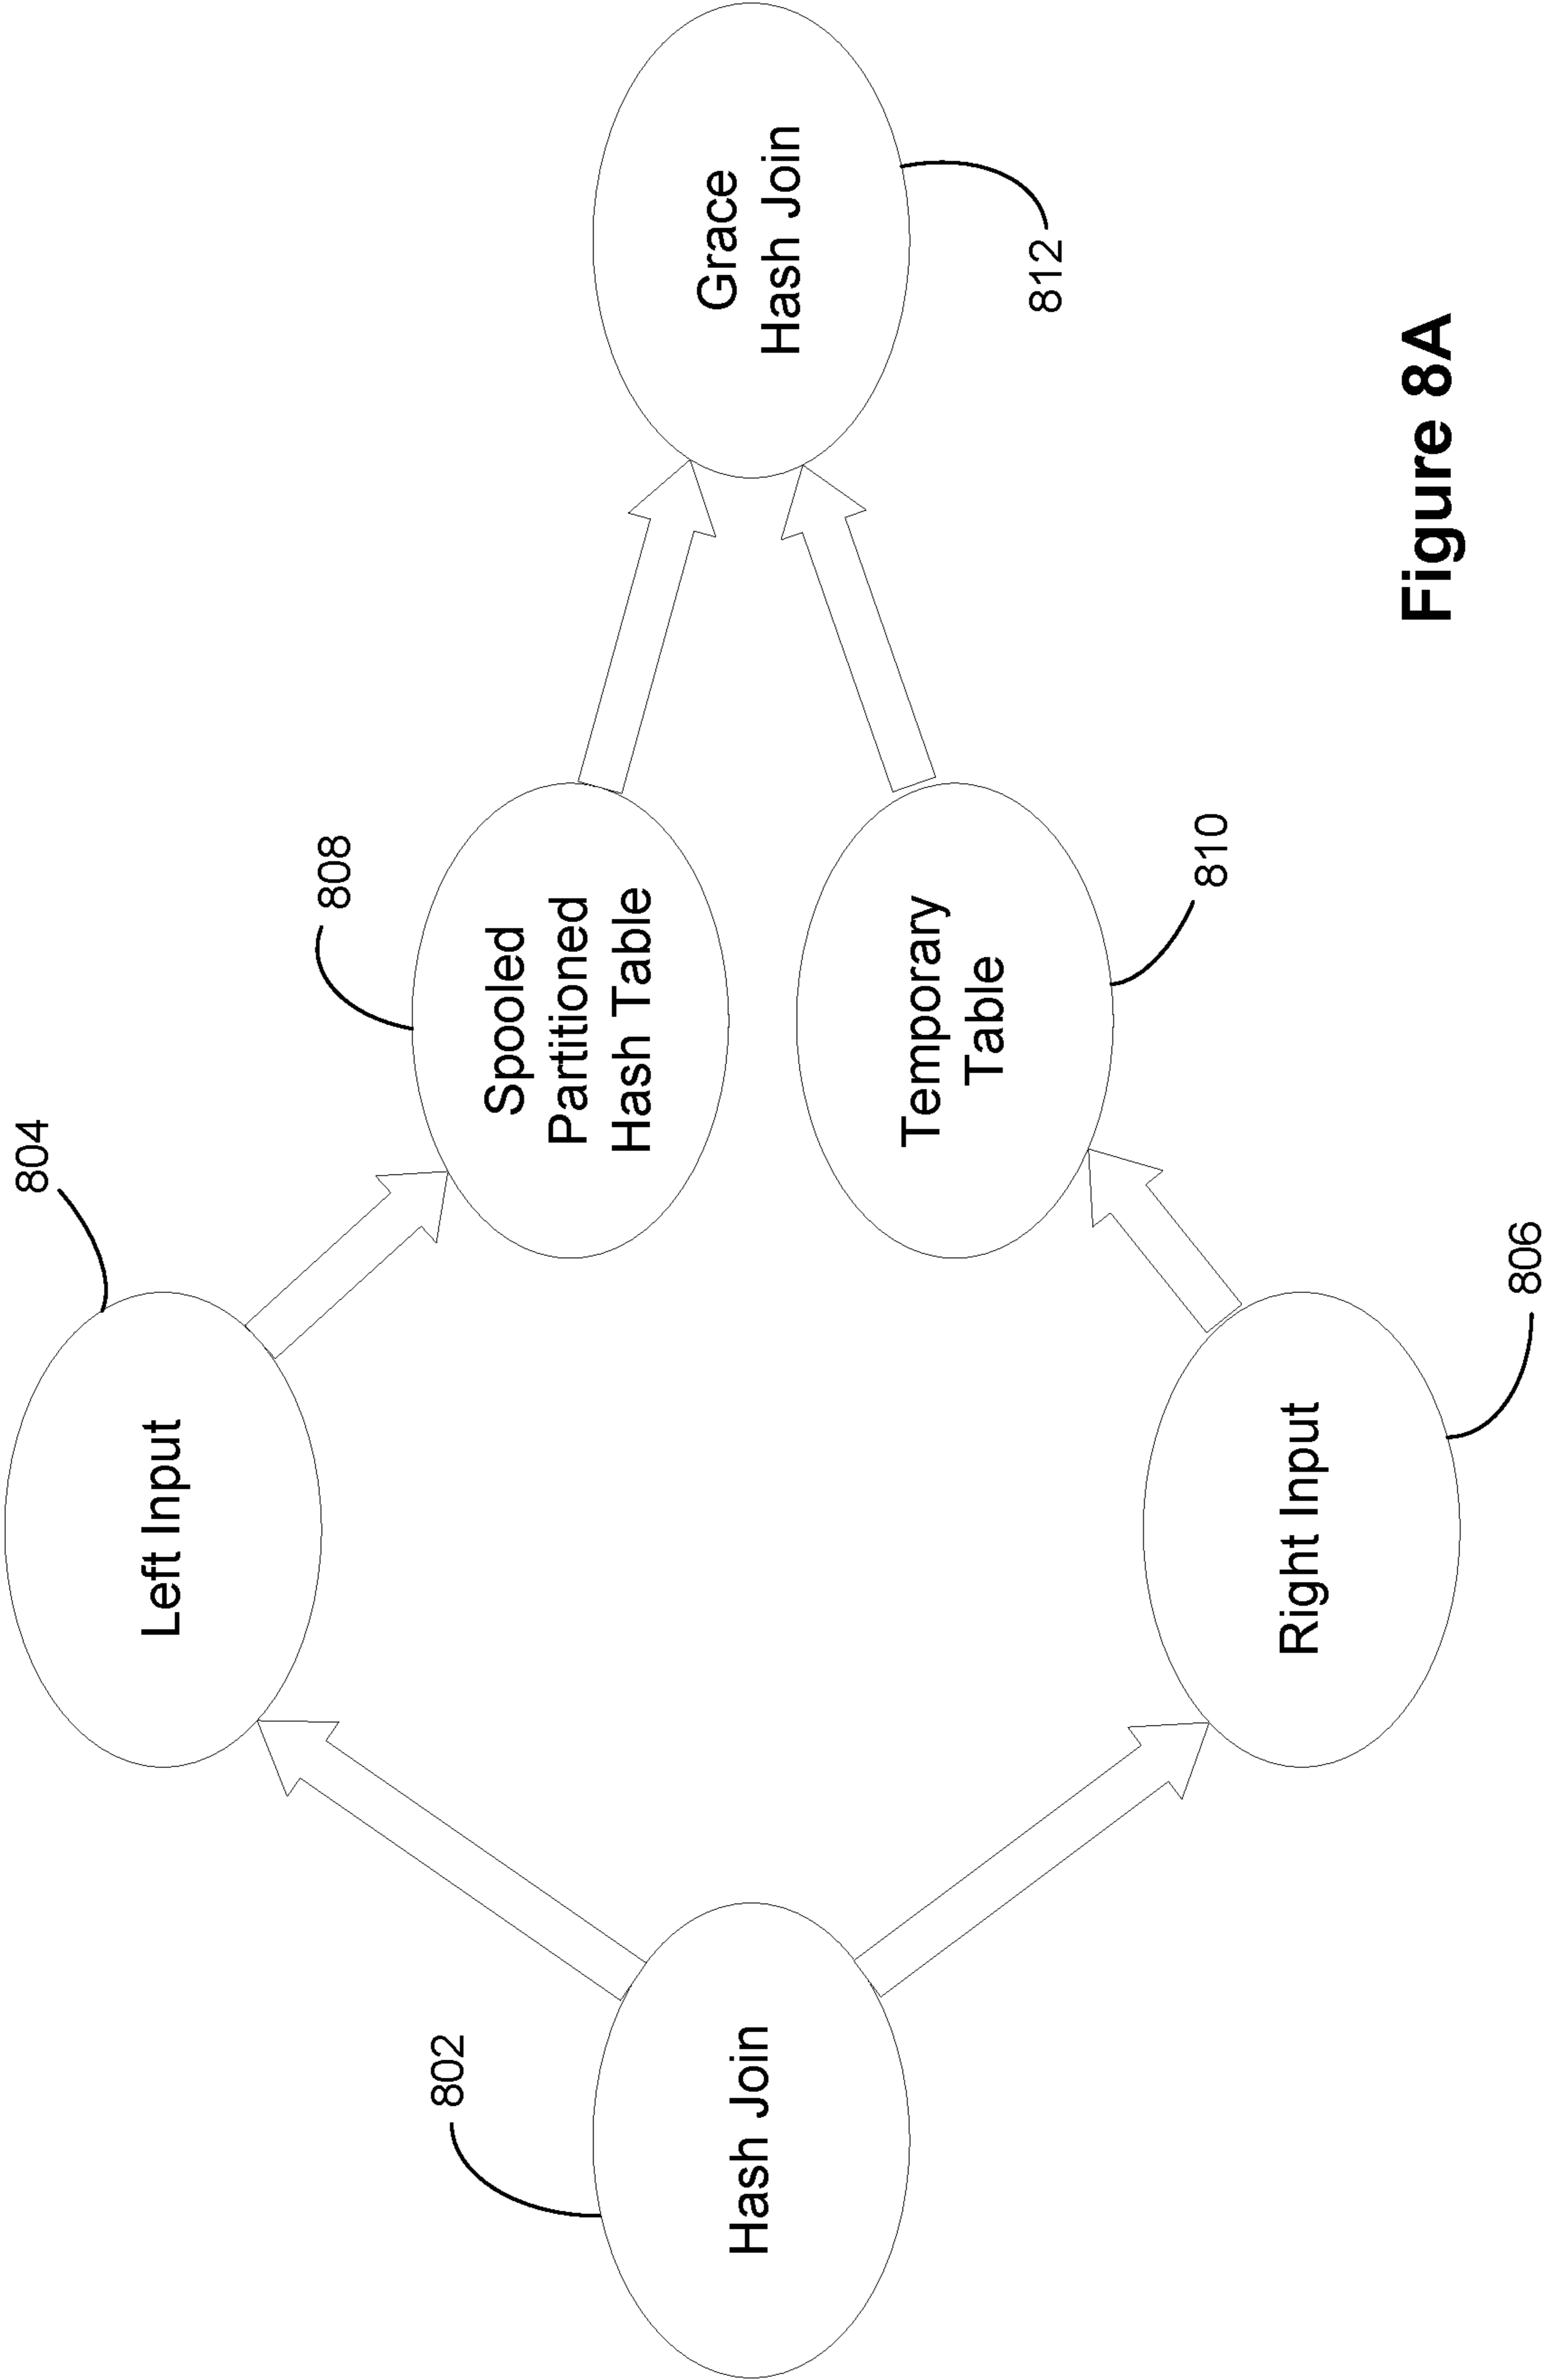 804
Left Input
808
Spooled
Partitioned
Hash Table
802
Hash Join
Grace
Hash Join
812
Temporary
Table
810
Right Input
806
Figure 8A